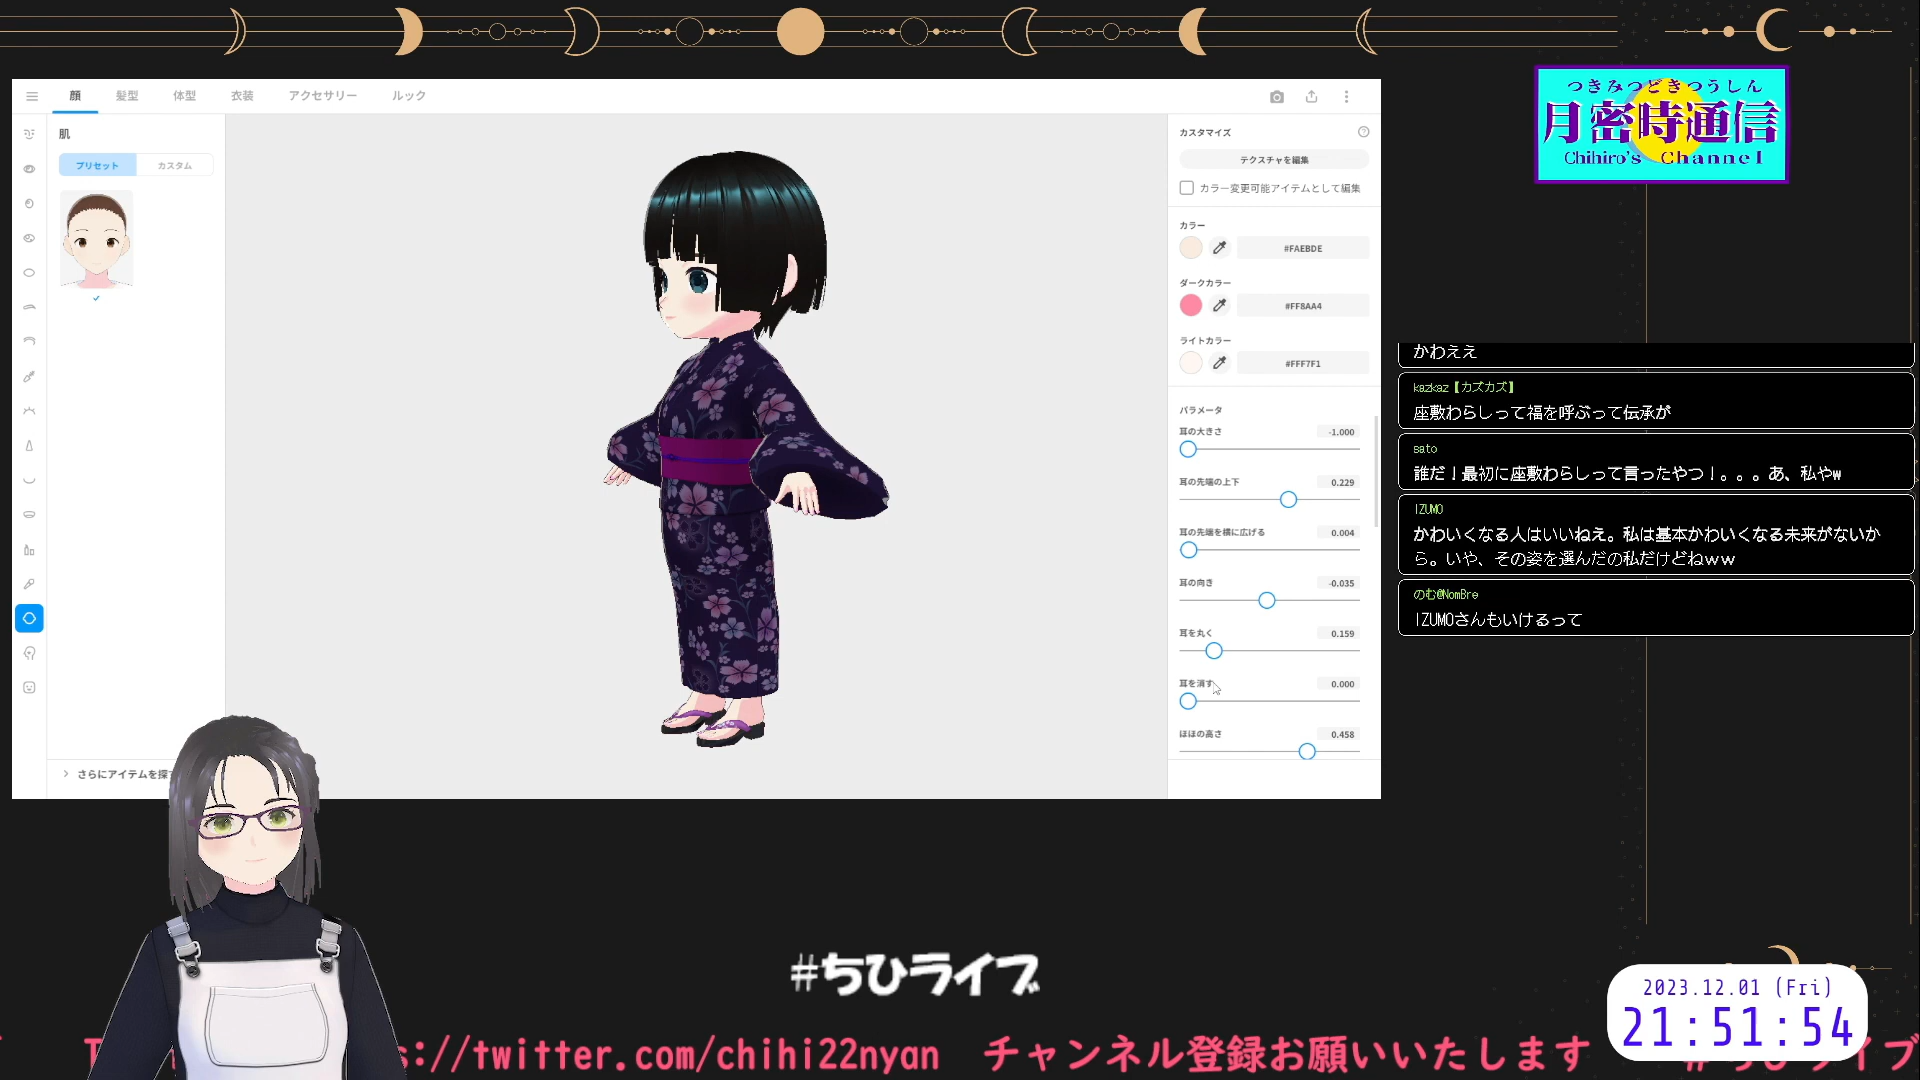 顔
髪型
体型
衣装
アクセサリー
ルック
肌
プリセット
カスタム
さらにアイテムを探
カスタマイズ
テクスチャを編集
カラー変更可能アイテムとして編集
カラー
#FAEBDE
ダークカラー
#FF8AA4
ライトカラー
#FFF7F1
パラメータ
耳の大きさ
-1.000
耳の先端の上下
0.229
耳の先端を横に広げる
0.004
耳の向き
-0.035
耳を丸く
0.159
耳を消す
0.000
ほほの高さ
0.458
つきみつどきつうしん
月密時通信
Chihiro's Channel
かわええ
kazkaz【カズカズ】
座敷わらしって福を呼ぶって伝承が
sato
誰だ！最初に座敷わらしって言ったやつ！。。。あ、私やw
IZUMO
かわいくなる人はいいねえ。私は基本かわいくなる未来がないか
ら。いや、その姿を選んだの私だけどねｗｗ
のむ@NomBre
IZUMOさんもいけるって
#ちひライブ
s://twitter.com/chihi22nyan チャンネル登録お願いいたします #ちひライブ
2023.12.01 (Fri)
21:51:54